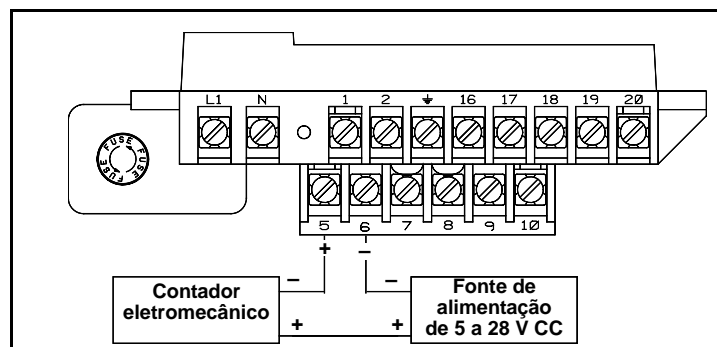 L1 N 1 2 16 17 18 19 20
FUSE FUSE FUSE
5 6 7 8 9 10
+ –
– –
Contador
eletromecânico
Fonte de
alimentação
de 5 a 28 V CC
+ +